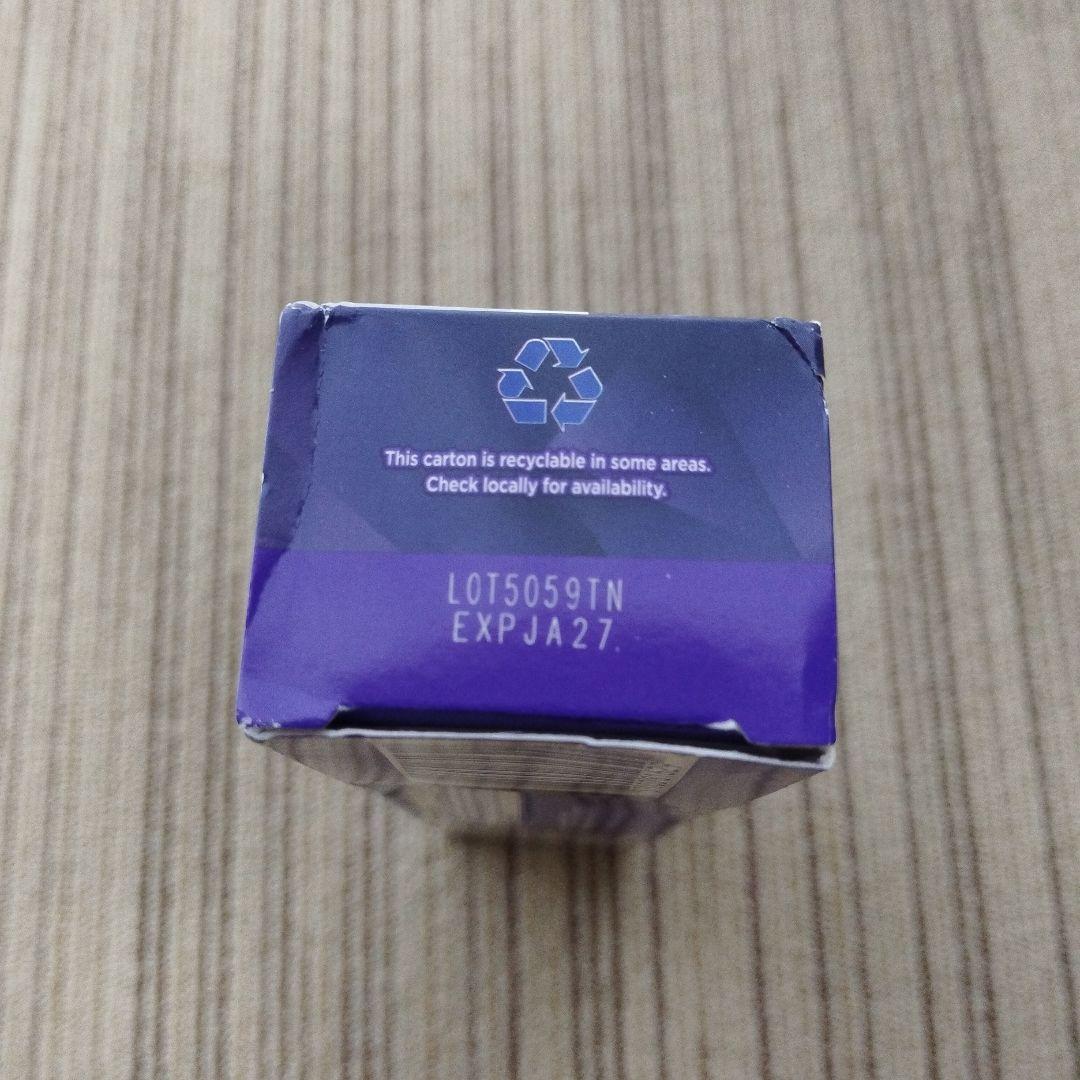 This carton is recyclable in some areas.
Check locally for availability.
LOT5059TN
EXPJA27.